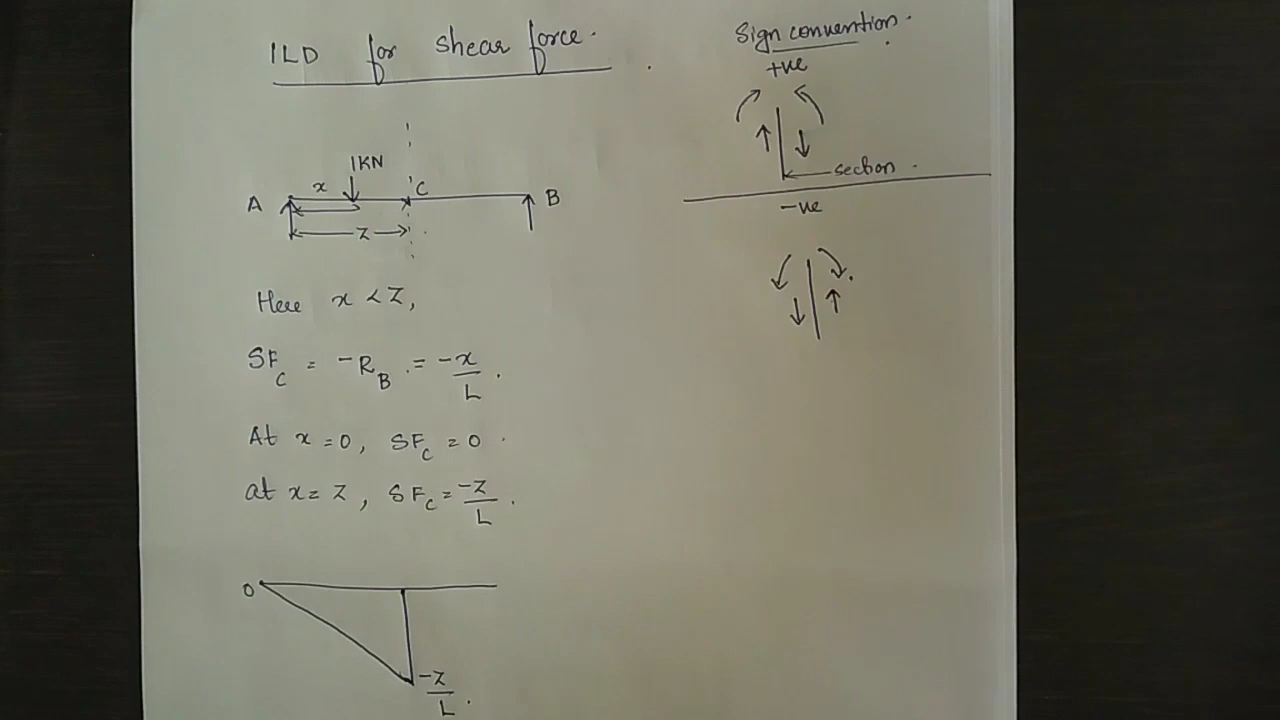 ILD for shear force.
Sign convention.
+ve
section.
-ve
1KN
x
C
A
B
Z
Here x < Z,
SF_C = -R_B = -x/L.
At x=0, SF_C = 0
at x= Z, SF_C = -Z/L.
0
-Z/L.